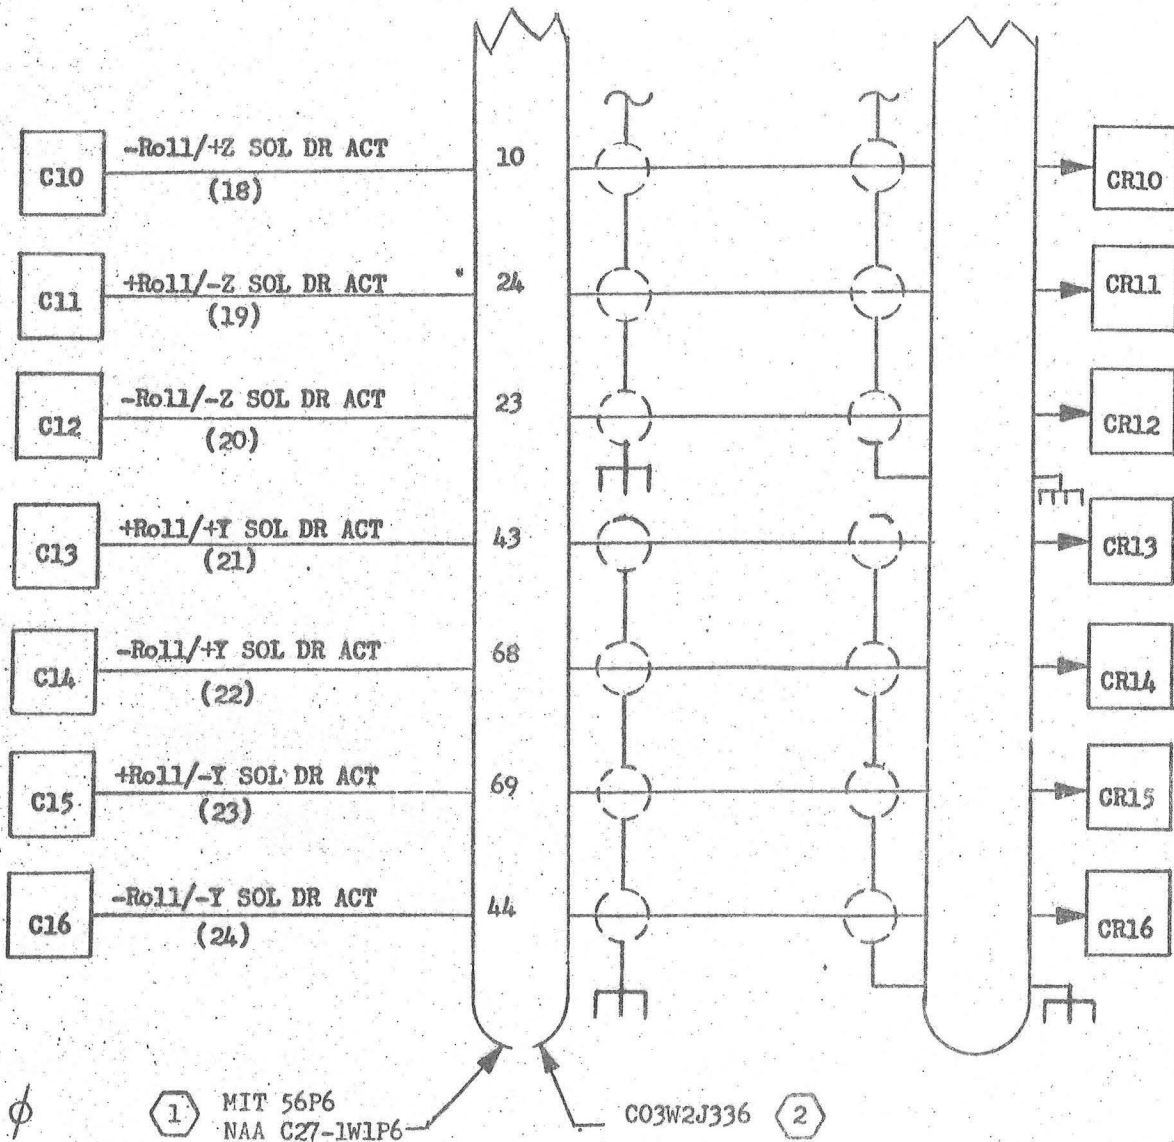 C10 -Roll/+Z SOL DR ACT 10 CR10
(18)
C11 +Roll/-Z SOL DR ACT 24 CR11
(19)
C12 -Roll/-Z SOL DR ACT 23 CR12
(20)
C13 +Roll/+Y SOL DR ACT 43 CR13
(21)
C14 -Roll/+Y SOL DR ACT 68 CR14
(22)
C15 +Roll/-Y SOL DR ACT 69 CR15
(23)
C16 -Roll/-Y SOL DR ACT 44 CR16
(24)
ϕ 1 MIT 56P6
NAA C27-1W1P6
CO3W2J336 2